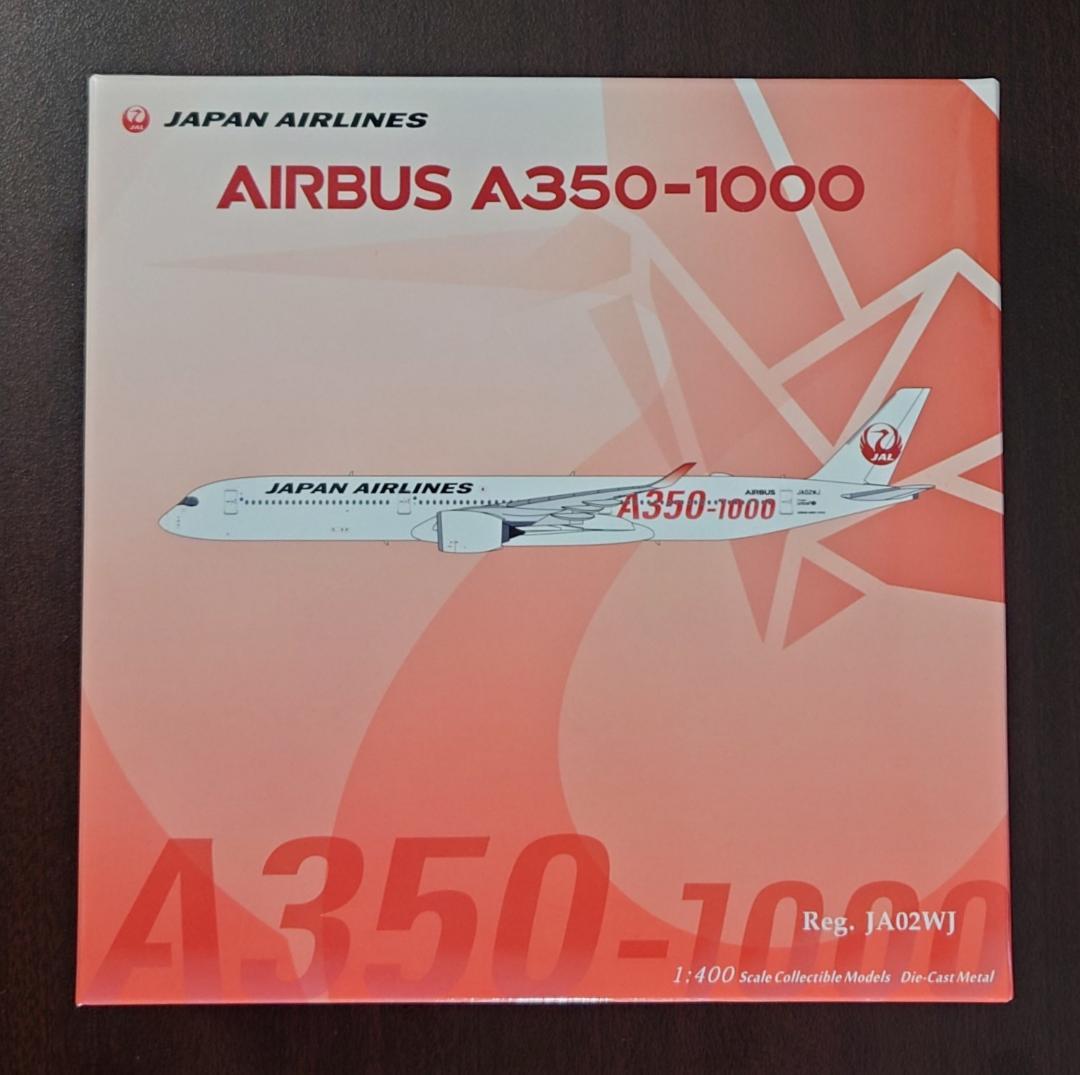 JAL
JAPAN AIRLINES
AIRBUS A350-1000
JAL
JAPAN AIRLINES
A350-1000
AIRBUS
JA02WJ
A350-1000
Reg. JA02WJ
1:400 Scale Collectible Models Die-Cast Metal